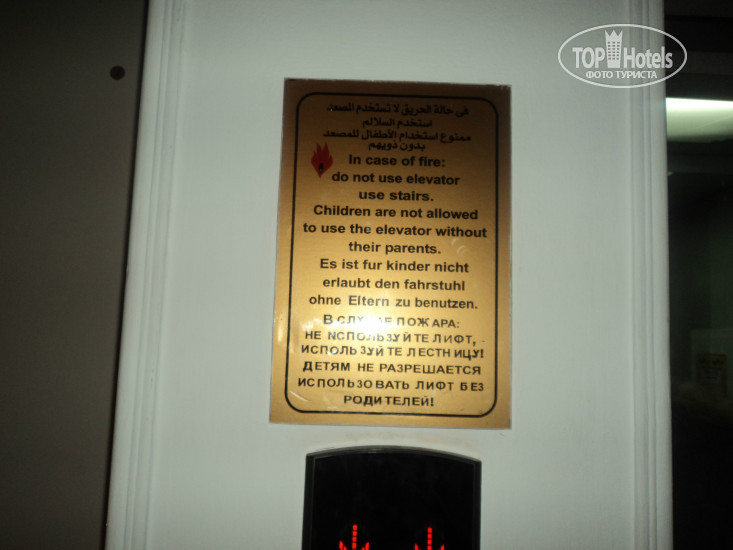 TOP Hotels
ФОТО ТУРИСТА
فى حالة الحريق لا تستخدم المصعد
استخدم السلالم
ممنوع استخدام الأطفال للمصعد
بدون ذويهم
In case of fire:
do not use elevator
use stairs.
Children are not allowed
to use the elevator without
their parents.
Es ist fur kinder nicht
erlaubt den fahrstuhl
ohne Eltern zu benutzen.
В СЛУЧАЕ ПОЖАРА:
НЕ NСПОЛЬЗУЙТЕ ЛИФТ,
ИСПОЛЬЗУЙТЕ ЛЕСТНИЦУ!
ДЕТЯМ НЕ РАЗРЕШАЕТСЯ
ИСПОЛЬЗОВАТЬ ЛИФТ БЕЗ
РОДИТЕЛЕЙ!